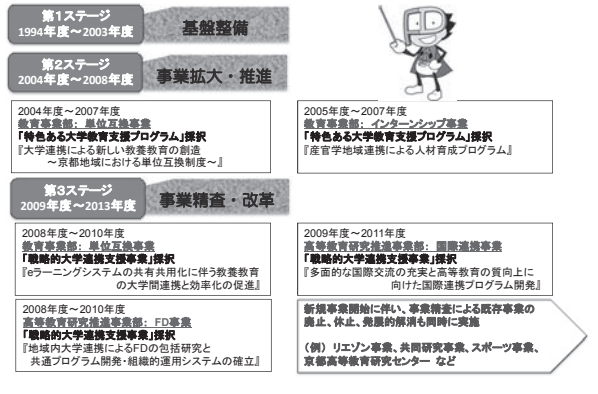 第1ステージ
1994年度～2003年度
基盤整備
第2ステージ
2004年度～2008年度
事業拡大・推進
2004年度～2007年度
教育事業部: 単位互換事業
「特色ある大学教育支援プログラム」採択
『大学連携による新しい教養教育の創造
～京都地域における単位互換制度～』
2005年度～2007年度
教育事業部: インターンシップ事業
「特色ある大学教育支援プログラム」採択
『産官学地域連携による人材育成プログラム』
第3ステージ
2009年度～2013年度
事業精査・改革
2008年度～2010年度
教育事業部: 単位互換事業
「戦略的大学連携支援事業」採択
『eラーニングシステムの共有共用化に伴う教養教育
の大学間連携と効率化の促進』
2009年度～2011年度
高等教育研究推進事業部: 国際連携事業
「戦略的大学連携支援事業」採択
『多面的な国際交流の充実と高等教育の質向上に
向けた国際連携プログラム開発』
2008年度～2010年度
高等教育研究推進事業部: FD事業
「戦略的大学連携支援事業」採択
『地域内大学連携によるFDの包括研究と
共通プログラム開発・組織的運用システムの確立』
新規事業開始に伴い、事業精査による既存事業の
廃止、休止、発展的解消も同時に実施
（例） リエゾン事業、共同研究事業、スポーツ事業、
京都高等教育研究センター など